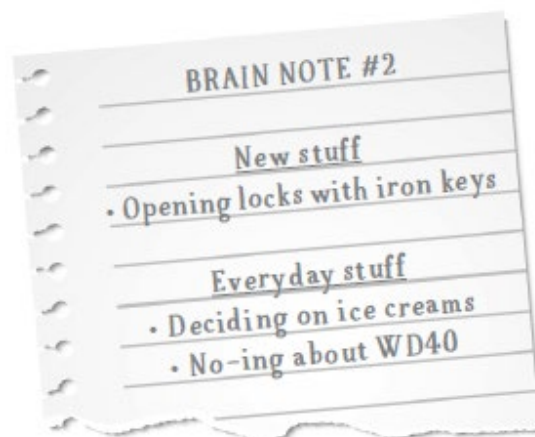 BRAIN NOTE #2
New stuff
• Opening locks with iron keys
Everyday stuff
• Deciding on ice creams
• No-ing about WD40